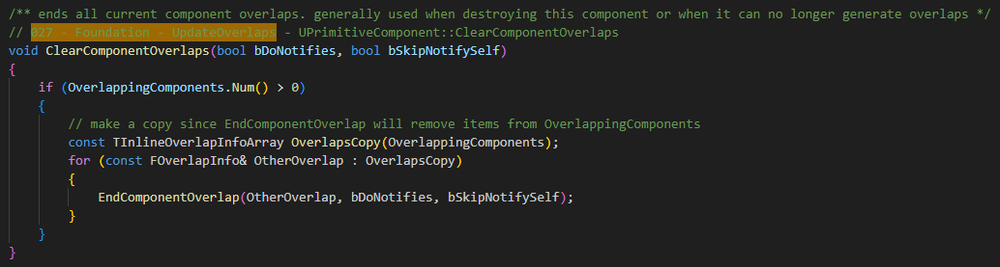 /** ends all current component overlaps. generally used when destroying this component or when it can no longer generate overlaps */
// 027 - Foundation - UpdateOverlaps - UPrimitiveComponent::ClearComponentOverlaps
void ClearComponentOverlaps(bool bDoNotifies, bool bSkipNotifySelf)
{
    if (OverlappingComponents.Num() > 0)
    {
        // make a copy since EndComponentOverlap will remove items from OverlappingComponents
        const TInlineOverlapInfoArray OverlapsCopy(OverlappingComponents);
        for (const FOverlapInfo& OtherOverlap : OverlapsCopy)
        {
            EndComponentOverlap(OtherOverlap, bDoNotifies, bSkipNotifySelf);
        }
    }
}